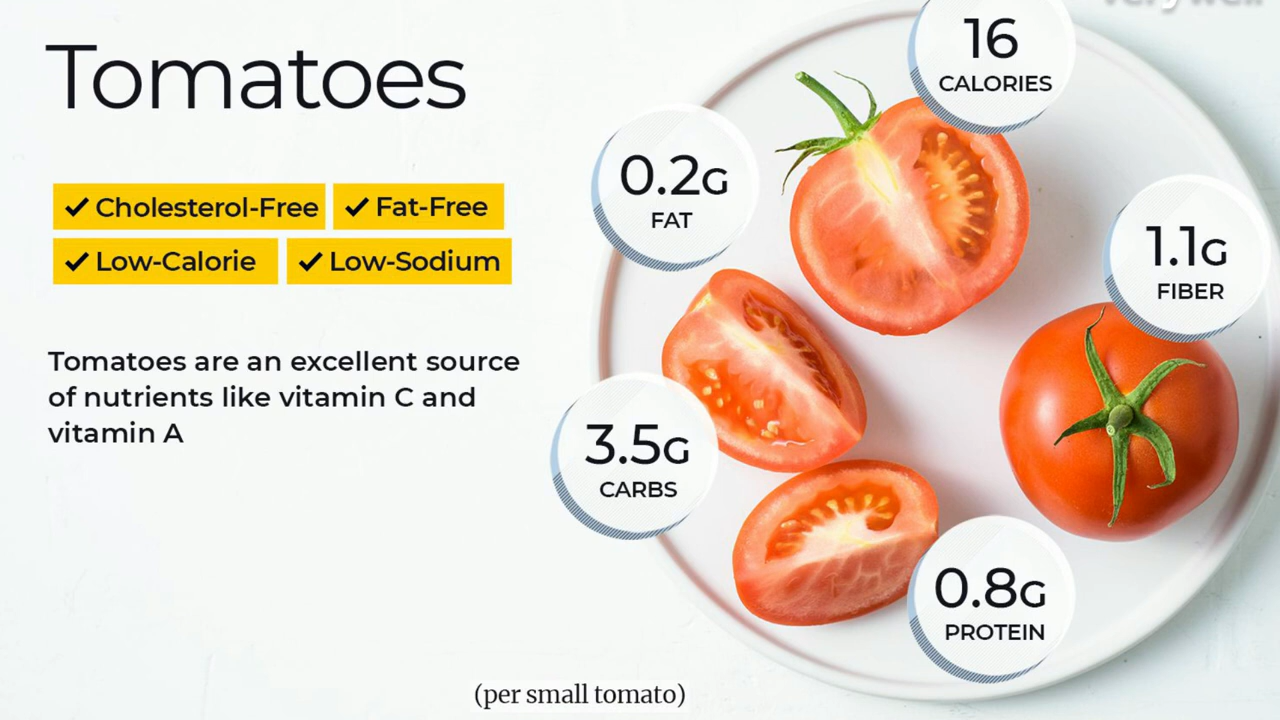 Tomatoes
✓ Cholesterol-Free ✓ Fat-Free
✓ Low-Calorie ✓ Low-Sodium
Tomatoes are an excellent source
of nutrients like vitamin C and
vitamin A
16
CALORIES
0.2G
FAT
1.1G
FIBER
3.5G
CARBS
0.8G
PROTEIN
(per small tomato)